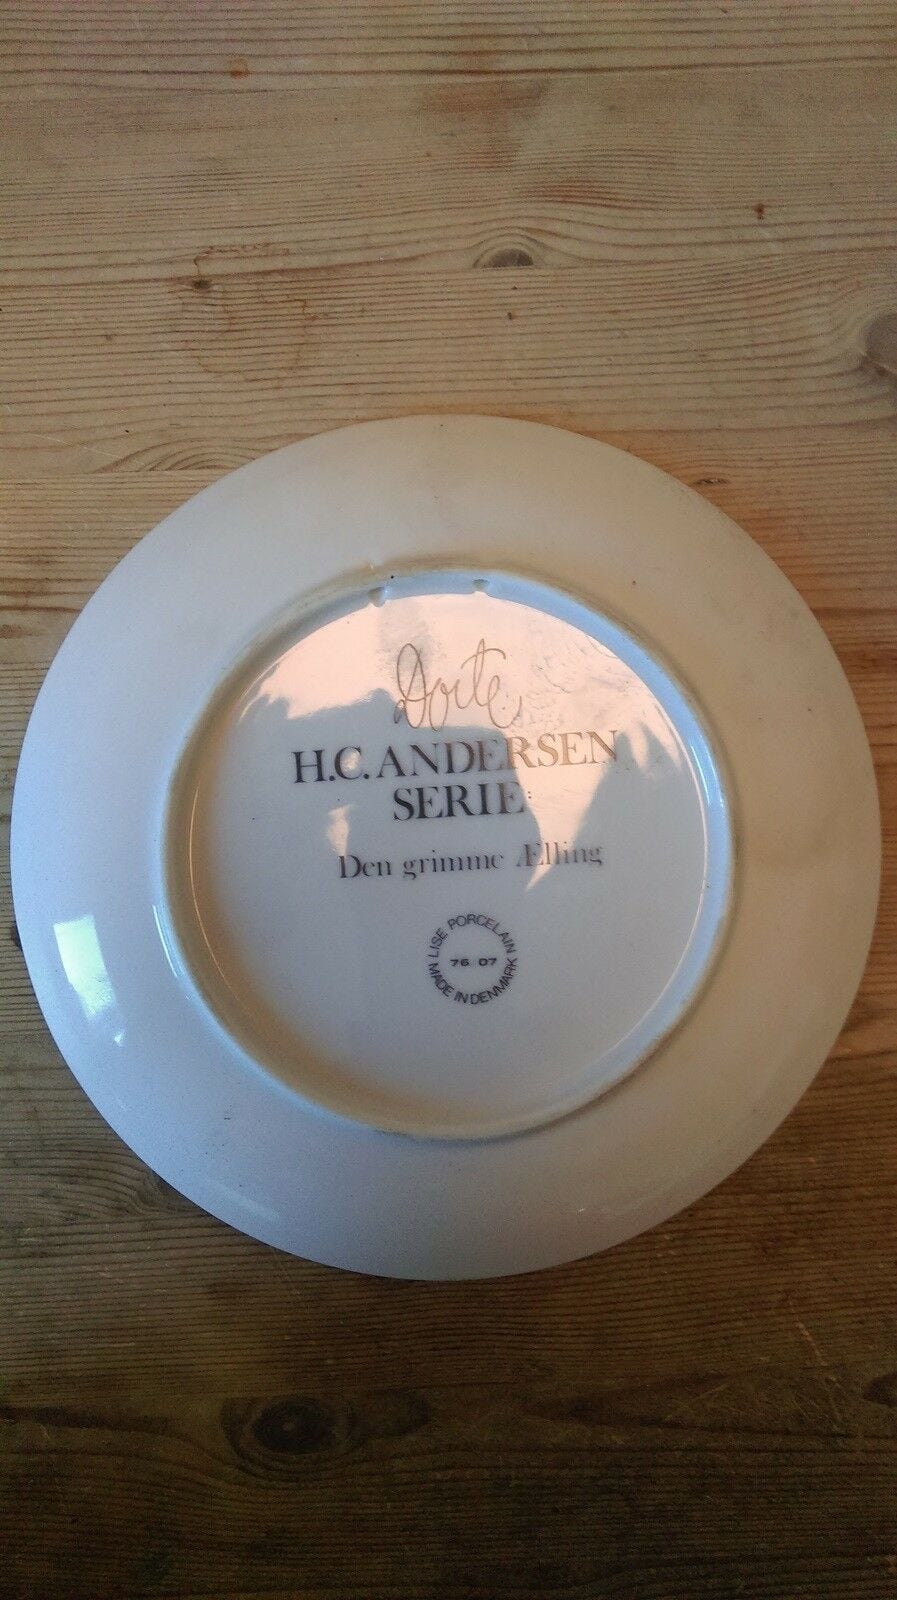 Dorte
H.C. ANDERSEN
SERIE:
Den grimme Ælling
LISE PORCELAIN
76 07
MADE IN DENMARK